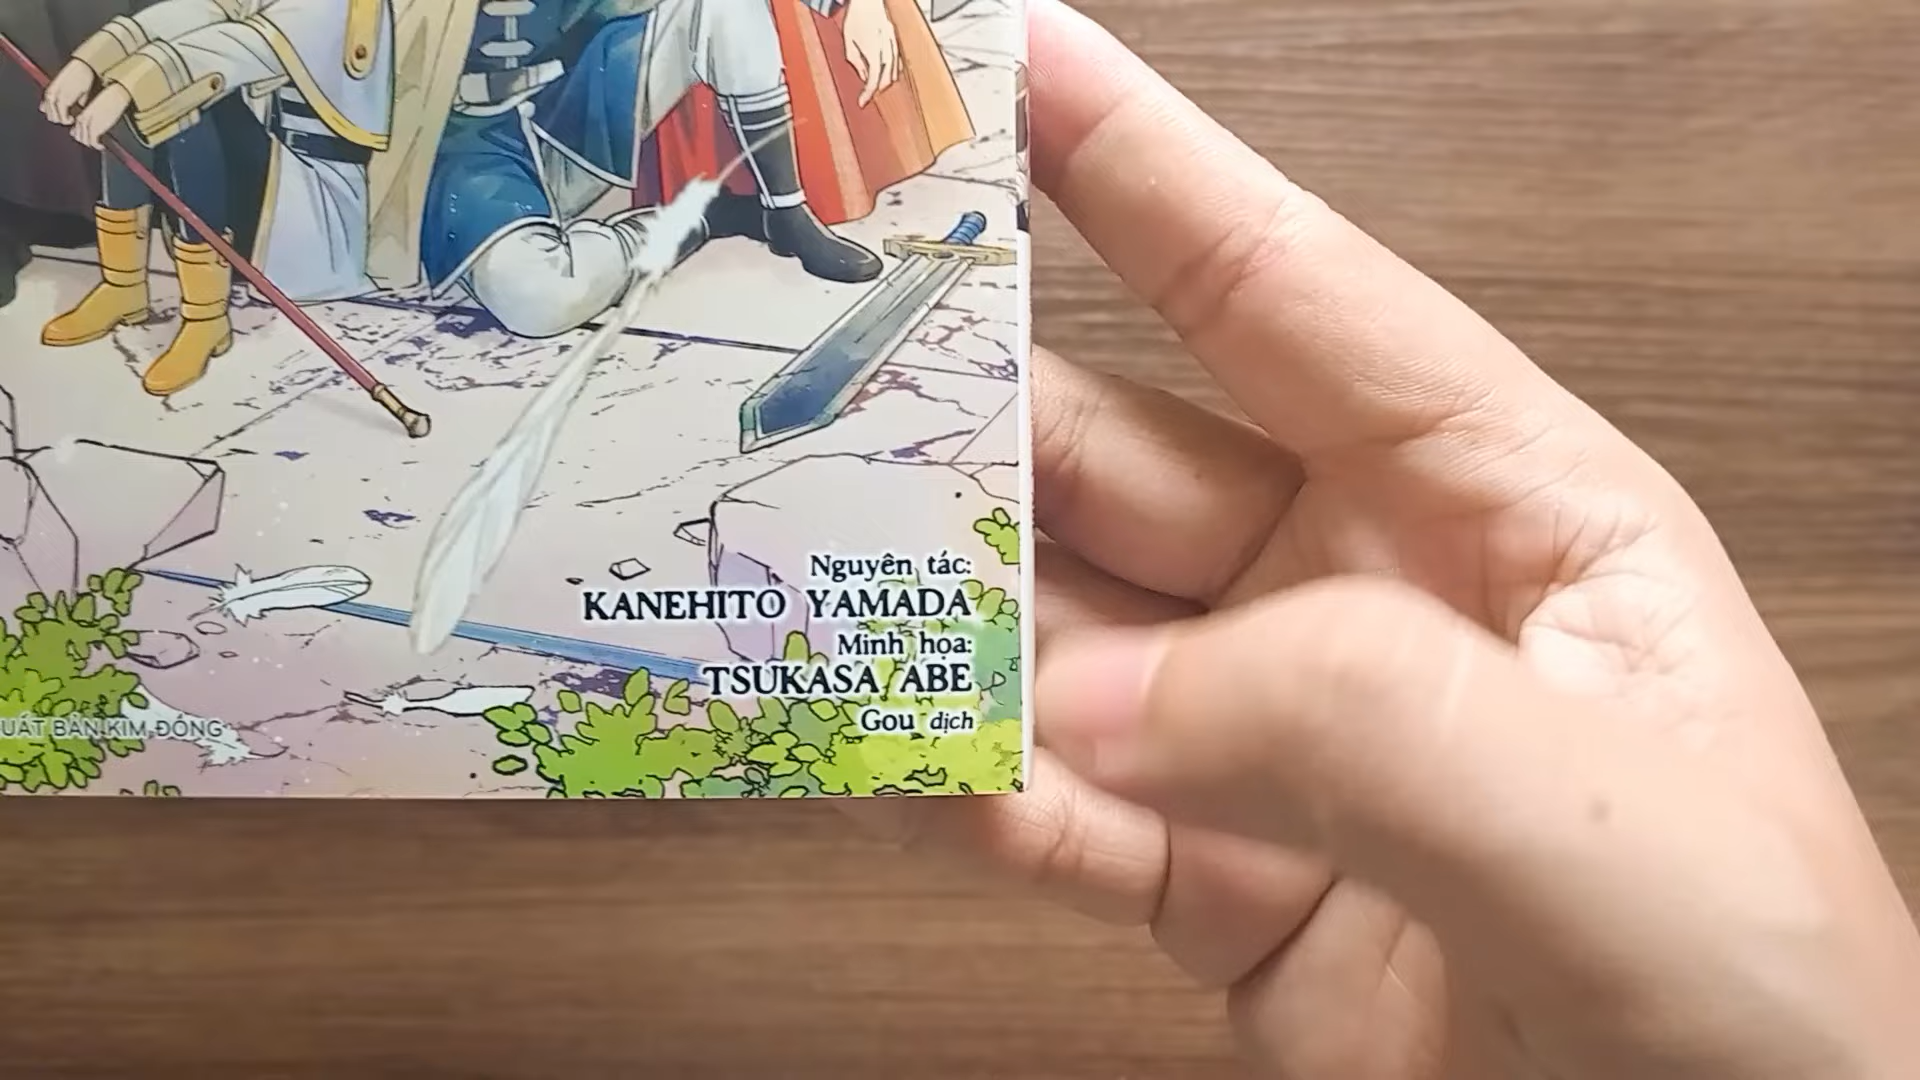 Nguyên tác:
KANEHITO YAMADA
Minh họa:
TSUKASA ABE
Gou dịch
UẤT BẢN KIM ĐỒNG